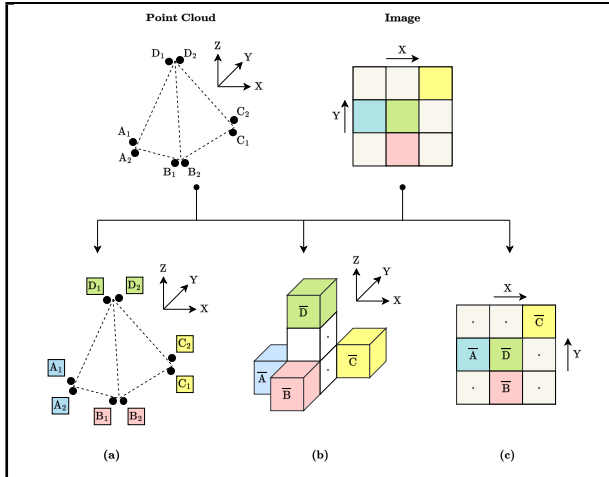 Point Cloud
Image
D1 D2
Z
Y
X
X
Y
A1
A2
C2
C1
B1 B2
D1 D2
Z
Y
X
Z
Y
X
X
A1
A2
C2
C1
B1 B2
D̅
A̅
B̅
C̅
C̅
A̅ D̅
B̅
Y
(a)
(b)
(c)